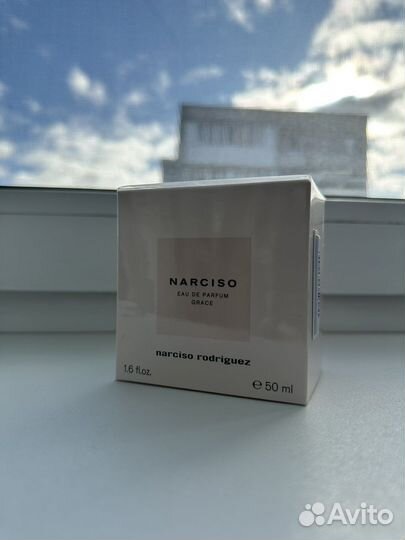 NARCISO
EAU DE PARFUM
GRACE
narciso rodriguez
1.6 fl.oz.
℮ 50 ml
Avito